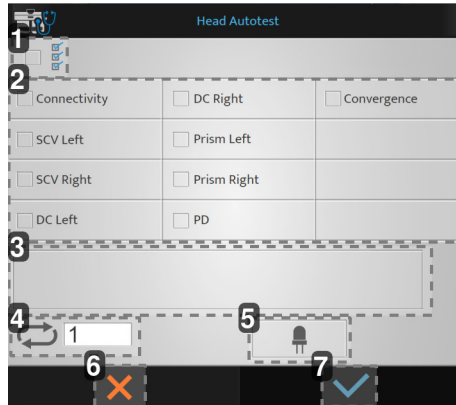 Head Autotest
1
2
Connectivity DC Right Convergence
SCV Left Prism Left
SCV Right Prism Right
DC Left PD
3
4 1 5
6 7